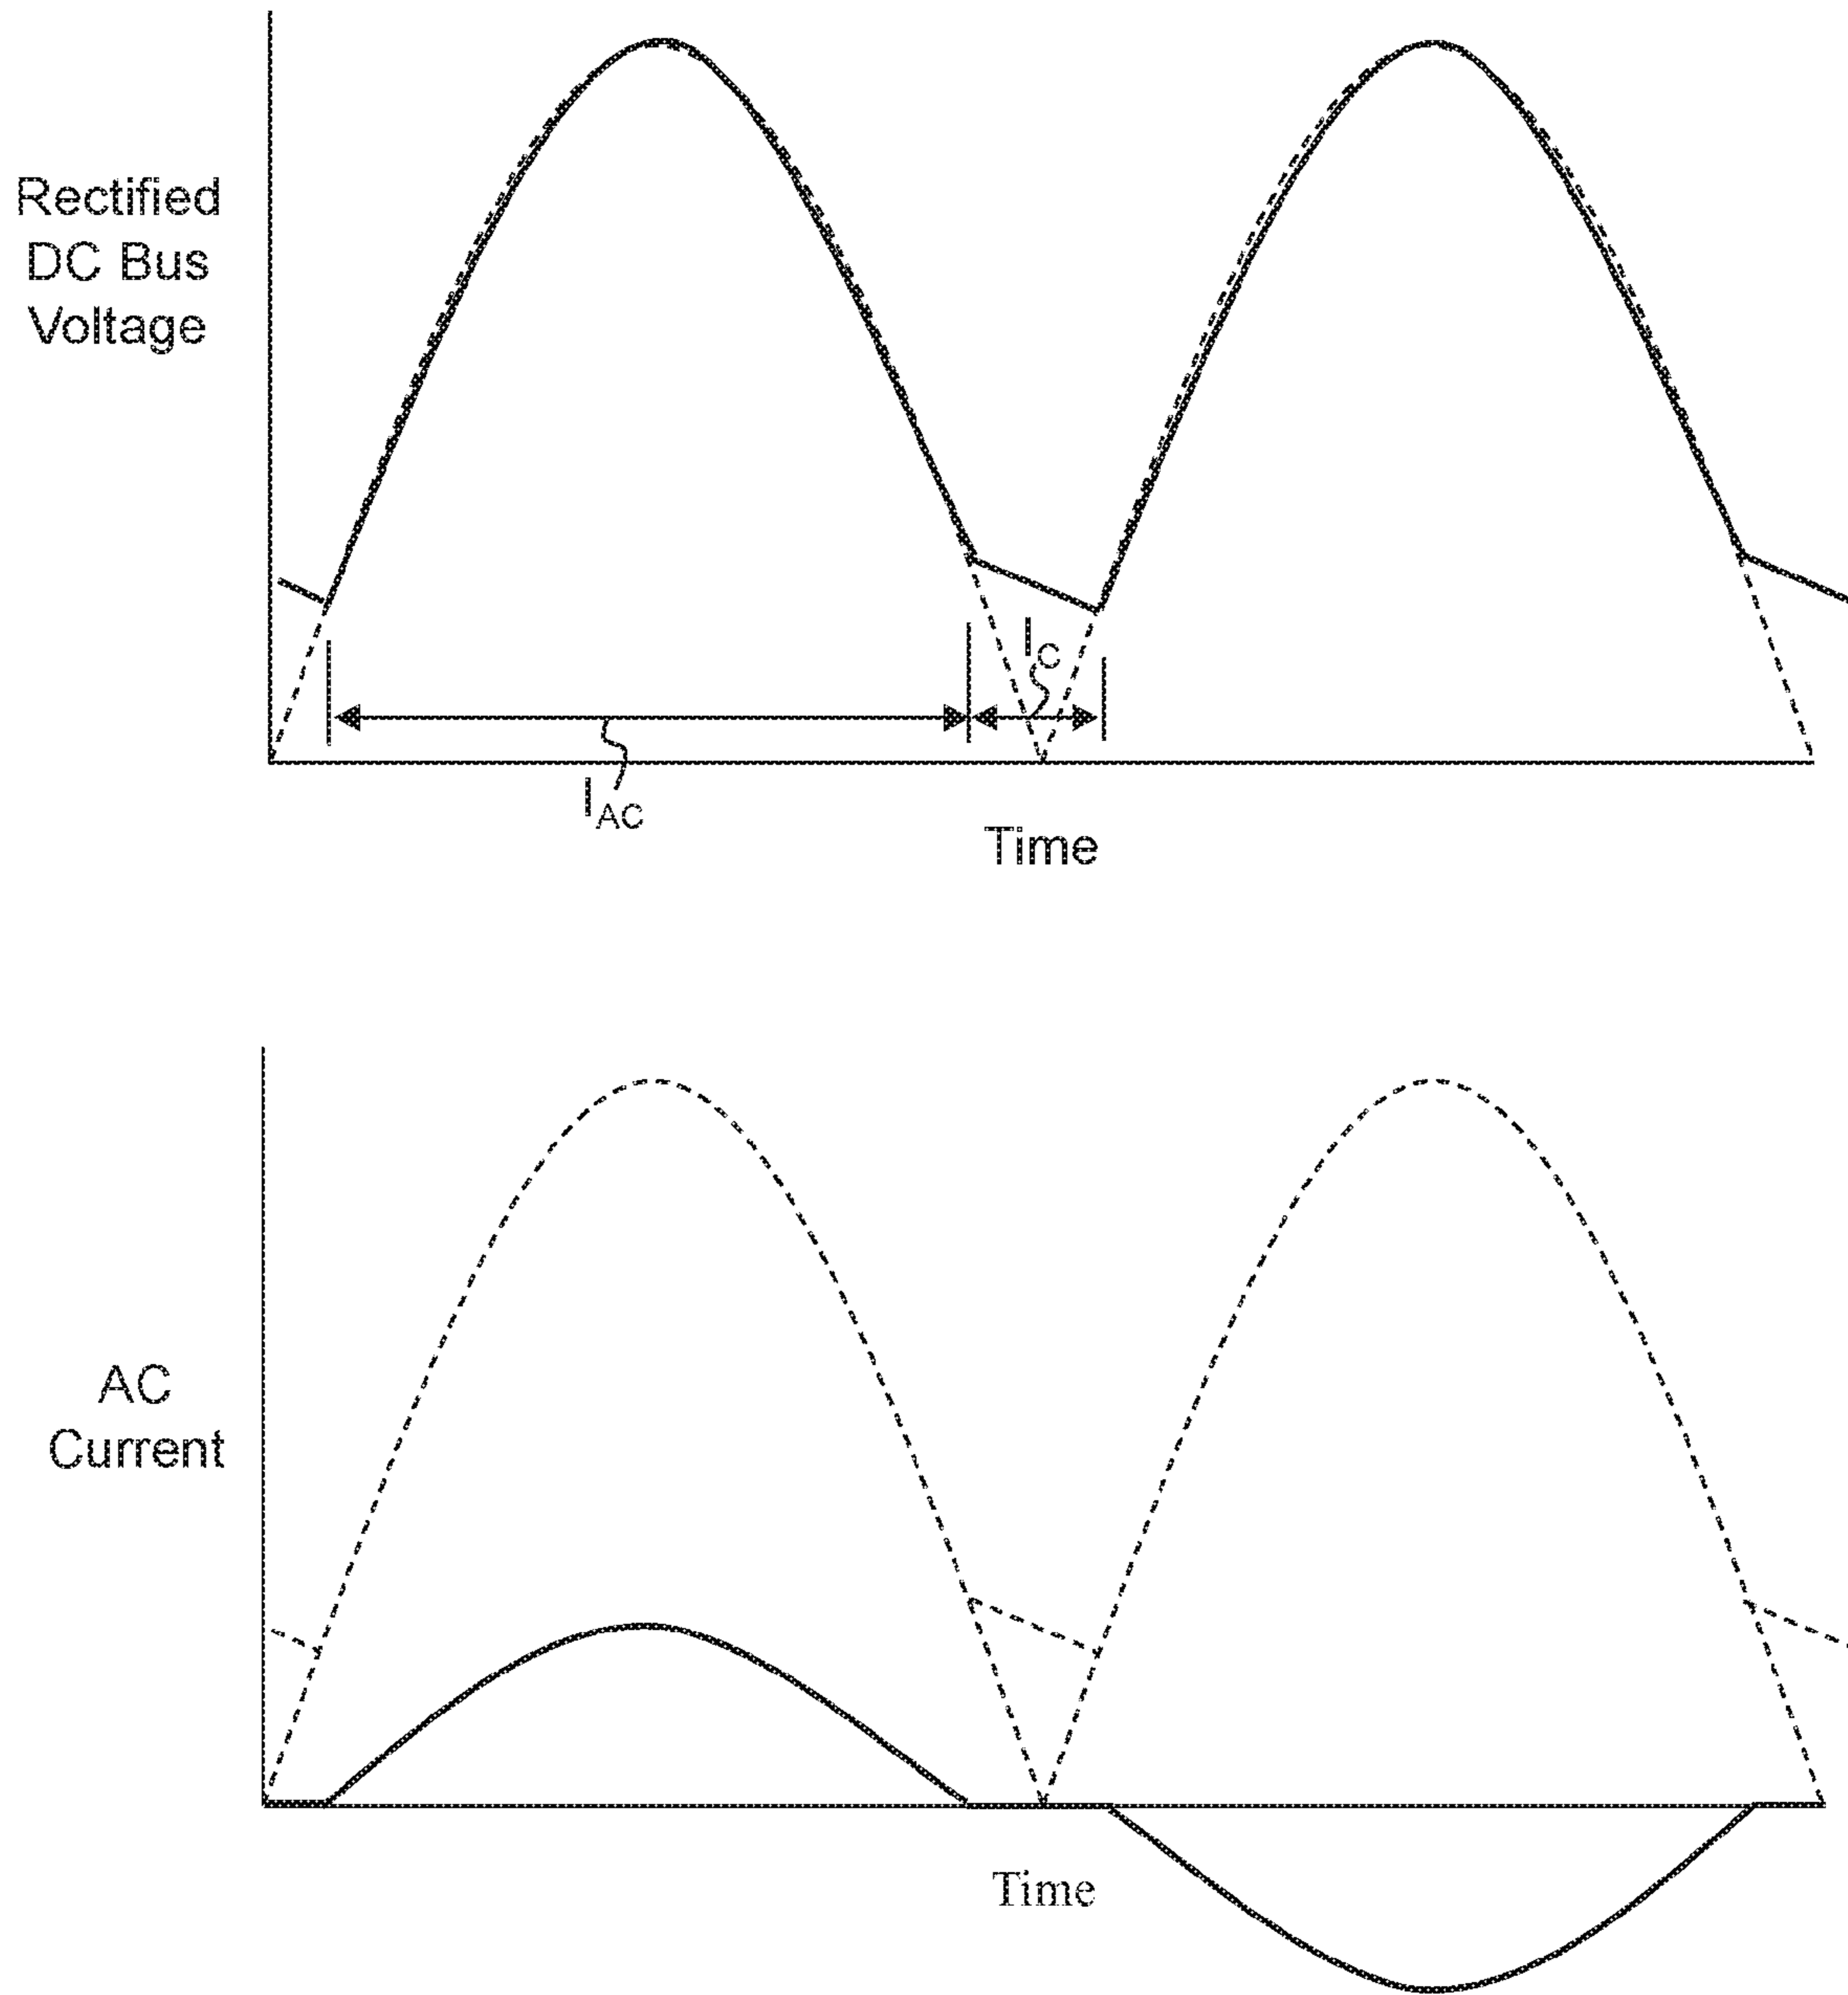 Rectified
DC Bus
Voltage
IC
IAC
Time
AC
Current
Time